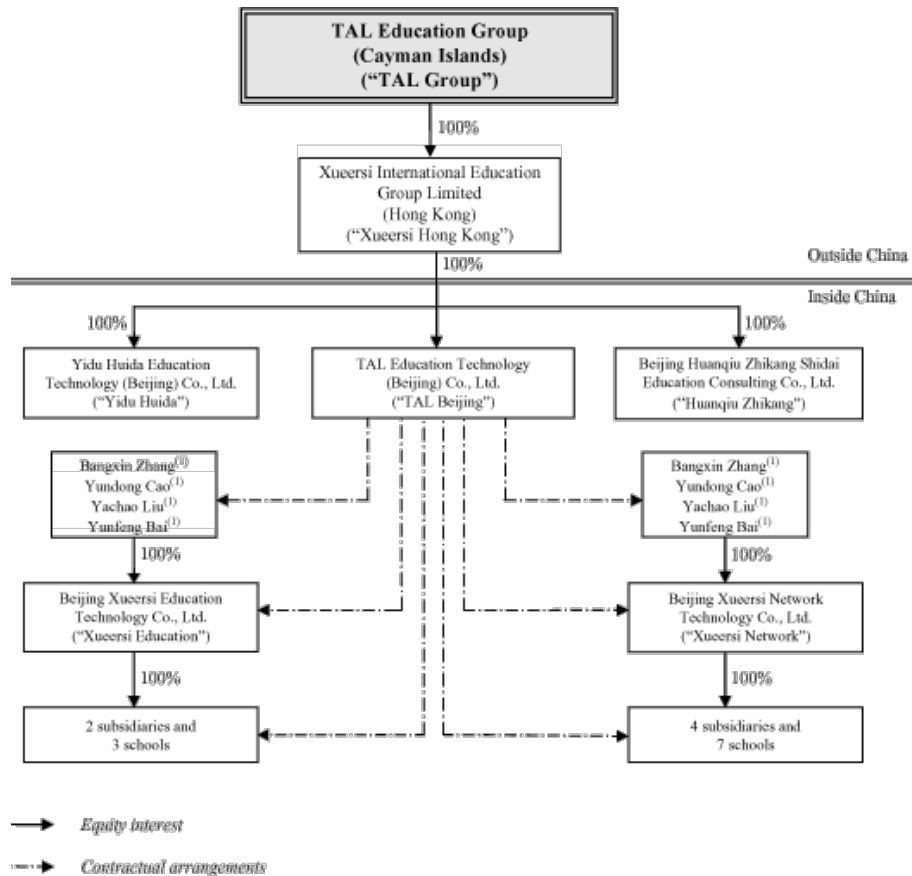 TAL Education Group
(Cayman Islands)
(“TAL Group”)
100%
Xueersi International Education
Group Limited
(Hong Kong)
(“Xueersi Hong Kong”)
100%
Outside China
Inside China
100%
100%
Yidu Huida Education
Technology (Beijing) Co., Ltd.
(“Yidu Huida”)
TAL Education Technology
(Beijing) Co., Ltd.
(“TAL Beijing”)
Beijing Huanqiu Zhikang Shidai
Education Consulting Co., Ltd.
(“Huanqiu Zhikang”)
Bangxin Zhang(1)
Yundong Cao(1)
Yachao Liu(1)
Yunfeng Bai(1)
Bangxin Zhang(1)
Yundong Cao(1)
Yachao Liu(1)
Yunfeng Bai(1)
100%
100%
Beijing Xueersi Education
Technology Co., Ltd.
(“Xueersi Education”)
Beijing Xueersi Network
Technology Co., Ltd.
(“Xueersi Network”)
100%
100%
2 subsidiaries and
3 schools
4 subsidiaries and
7 schools
Equity interest
Contractual arrangements